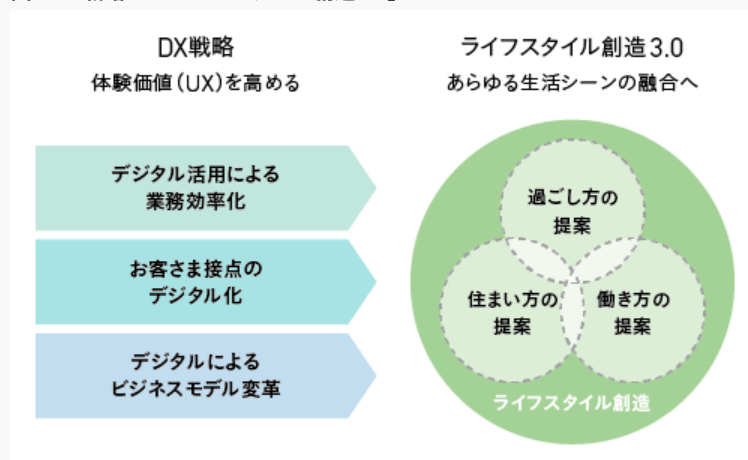 DX戦略
体験価値(UX)を高める
デジタル活用による
業務効率化
お客さま接点の
デジタル化
デジタルによる
ビジネスモデル変革
ライフスタイル創造3.0
あらゆる生活シーンの融合へ
過ごし方の
提案
住まい方の
提案
働き方の
提案
ライフスタイル創造